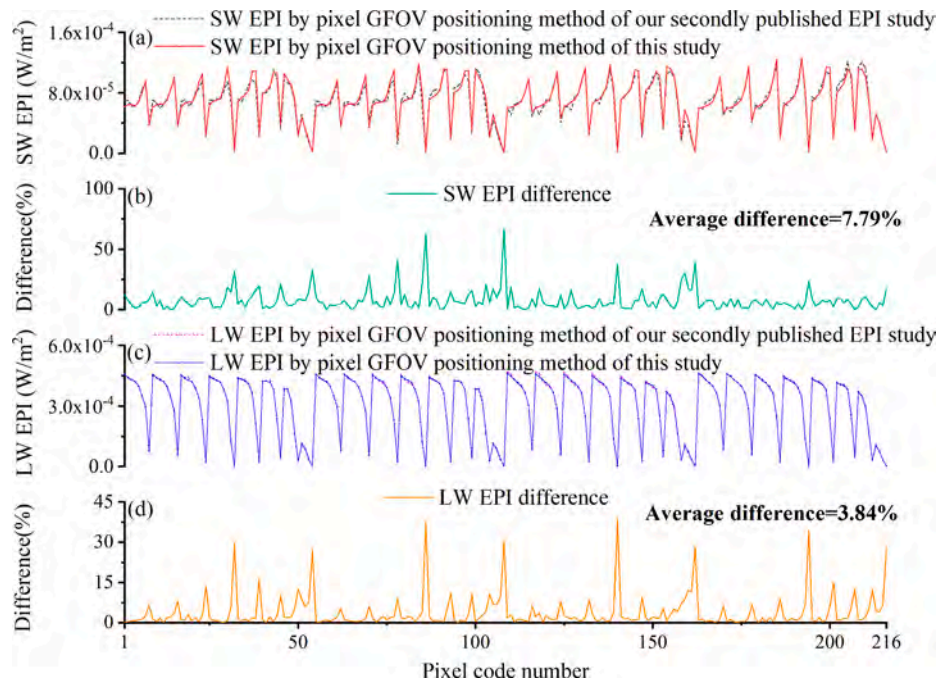 SW EPI by pixel GFOV positioning method of our secondly published EPI study
SW EPI by pixel GFOV positioning method of this study
(a)
SW EPI (W/m²)
1.6x10⁻⁴
8.0x10⁻⁵
0.0
(b)
SW EPI difference
Average difference=7.79%
Difference(%)
100
50
0
LW EPI by pixel GFOV positioning method of our secondly published EPI study
LW EPI by pixel GFOV positioning method of this study
(c)
LW EPI (W/m²)
6.0x10⁻⁴
3.0x10⁻⁴
0.0
(d)
LW EPI difference
Average difference=3.84%
Difference(%)
45
30
15
0
1 50 100 150 200 216
Pixel code number